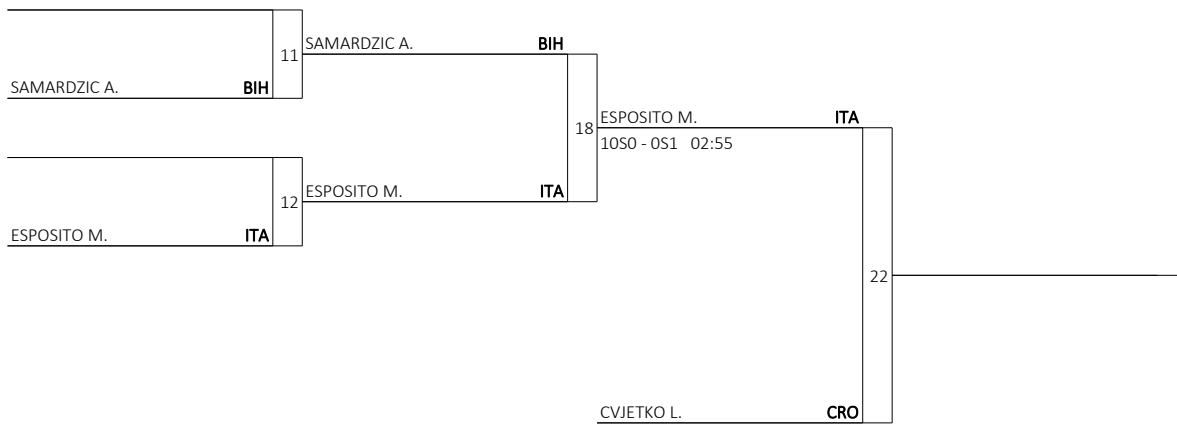 SAMARDZIC A. BIH
11
SAMARDZIC A. BIH
ESPOSITO M. ITA
18
10S0 - 0S1 02:55
ESPOSITO M. ITA
12
ESPOSITO M. ITA
22
CVJETKO L. CRO